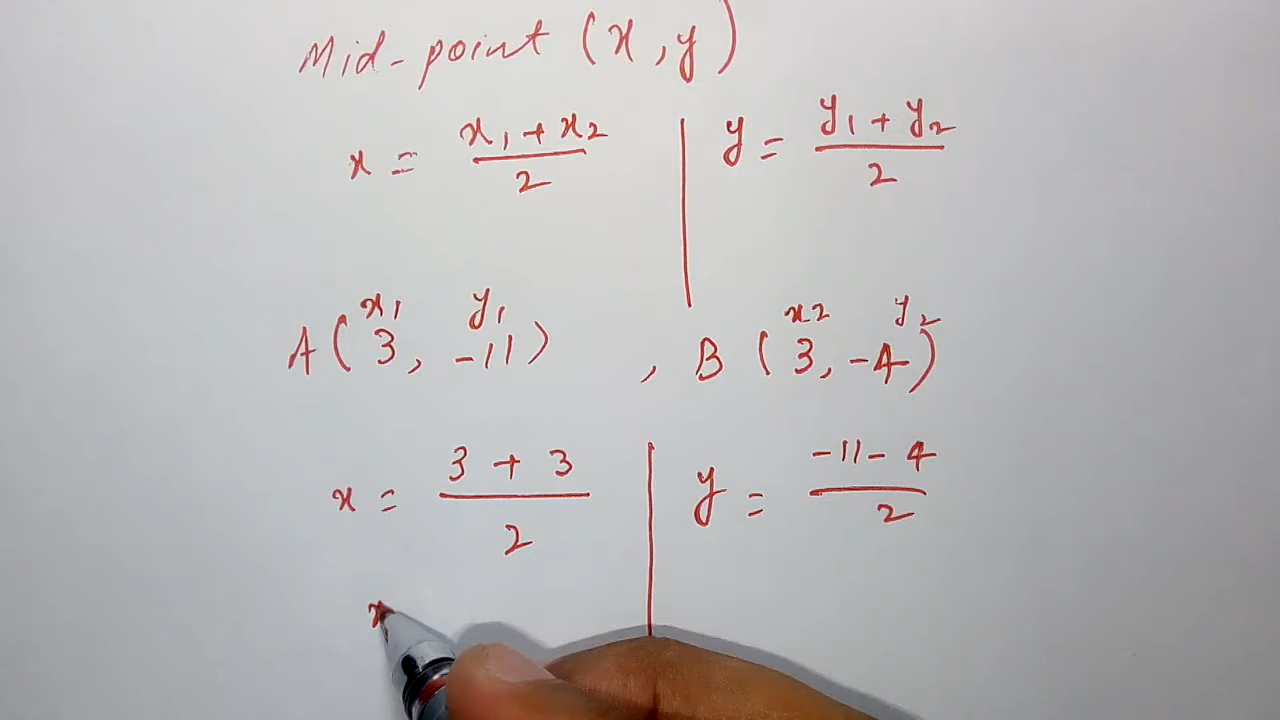 Mid-point (x, y)
x = x₁ + x₂ / 2 | y = y₁ + y₂ / 2
x₁ y₁ x₂ y₂
A(3, -11) , B(3, -4)
x = 3 + 3 / 2 | y = -11 - 4 / 2
x